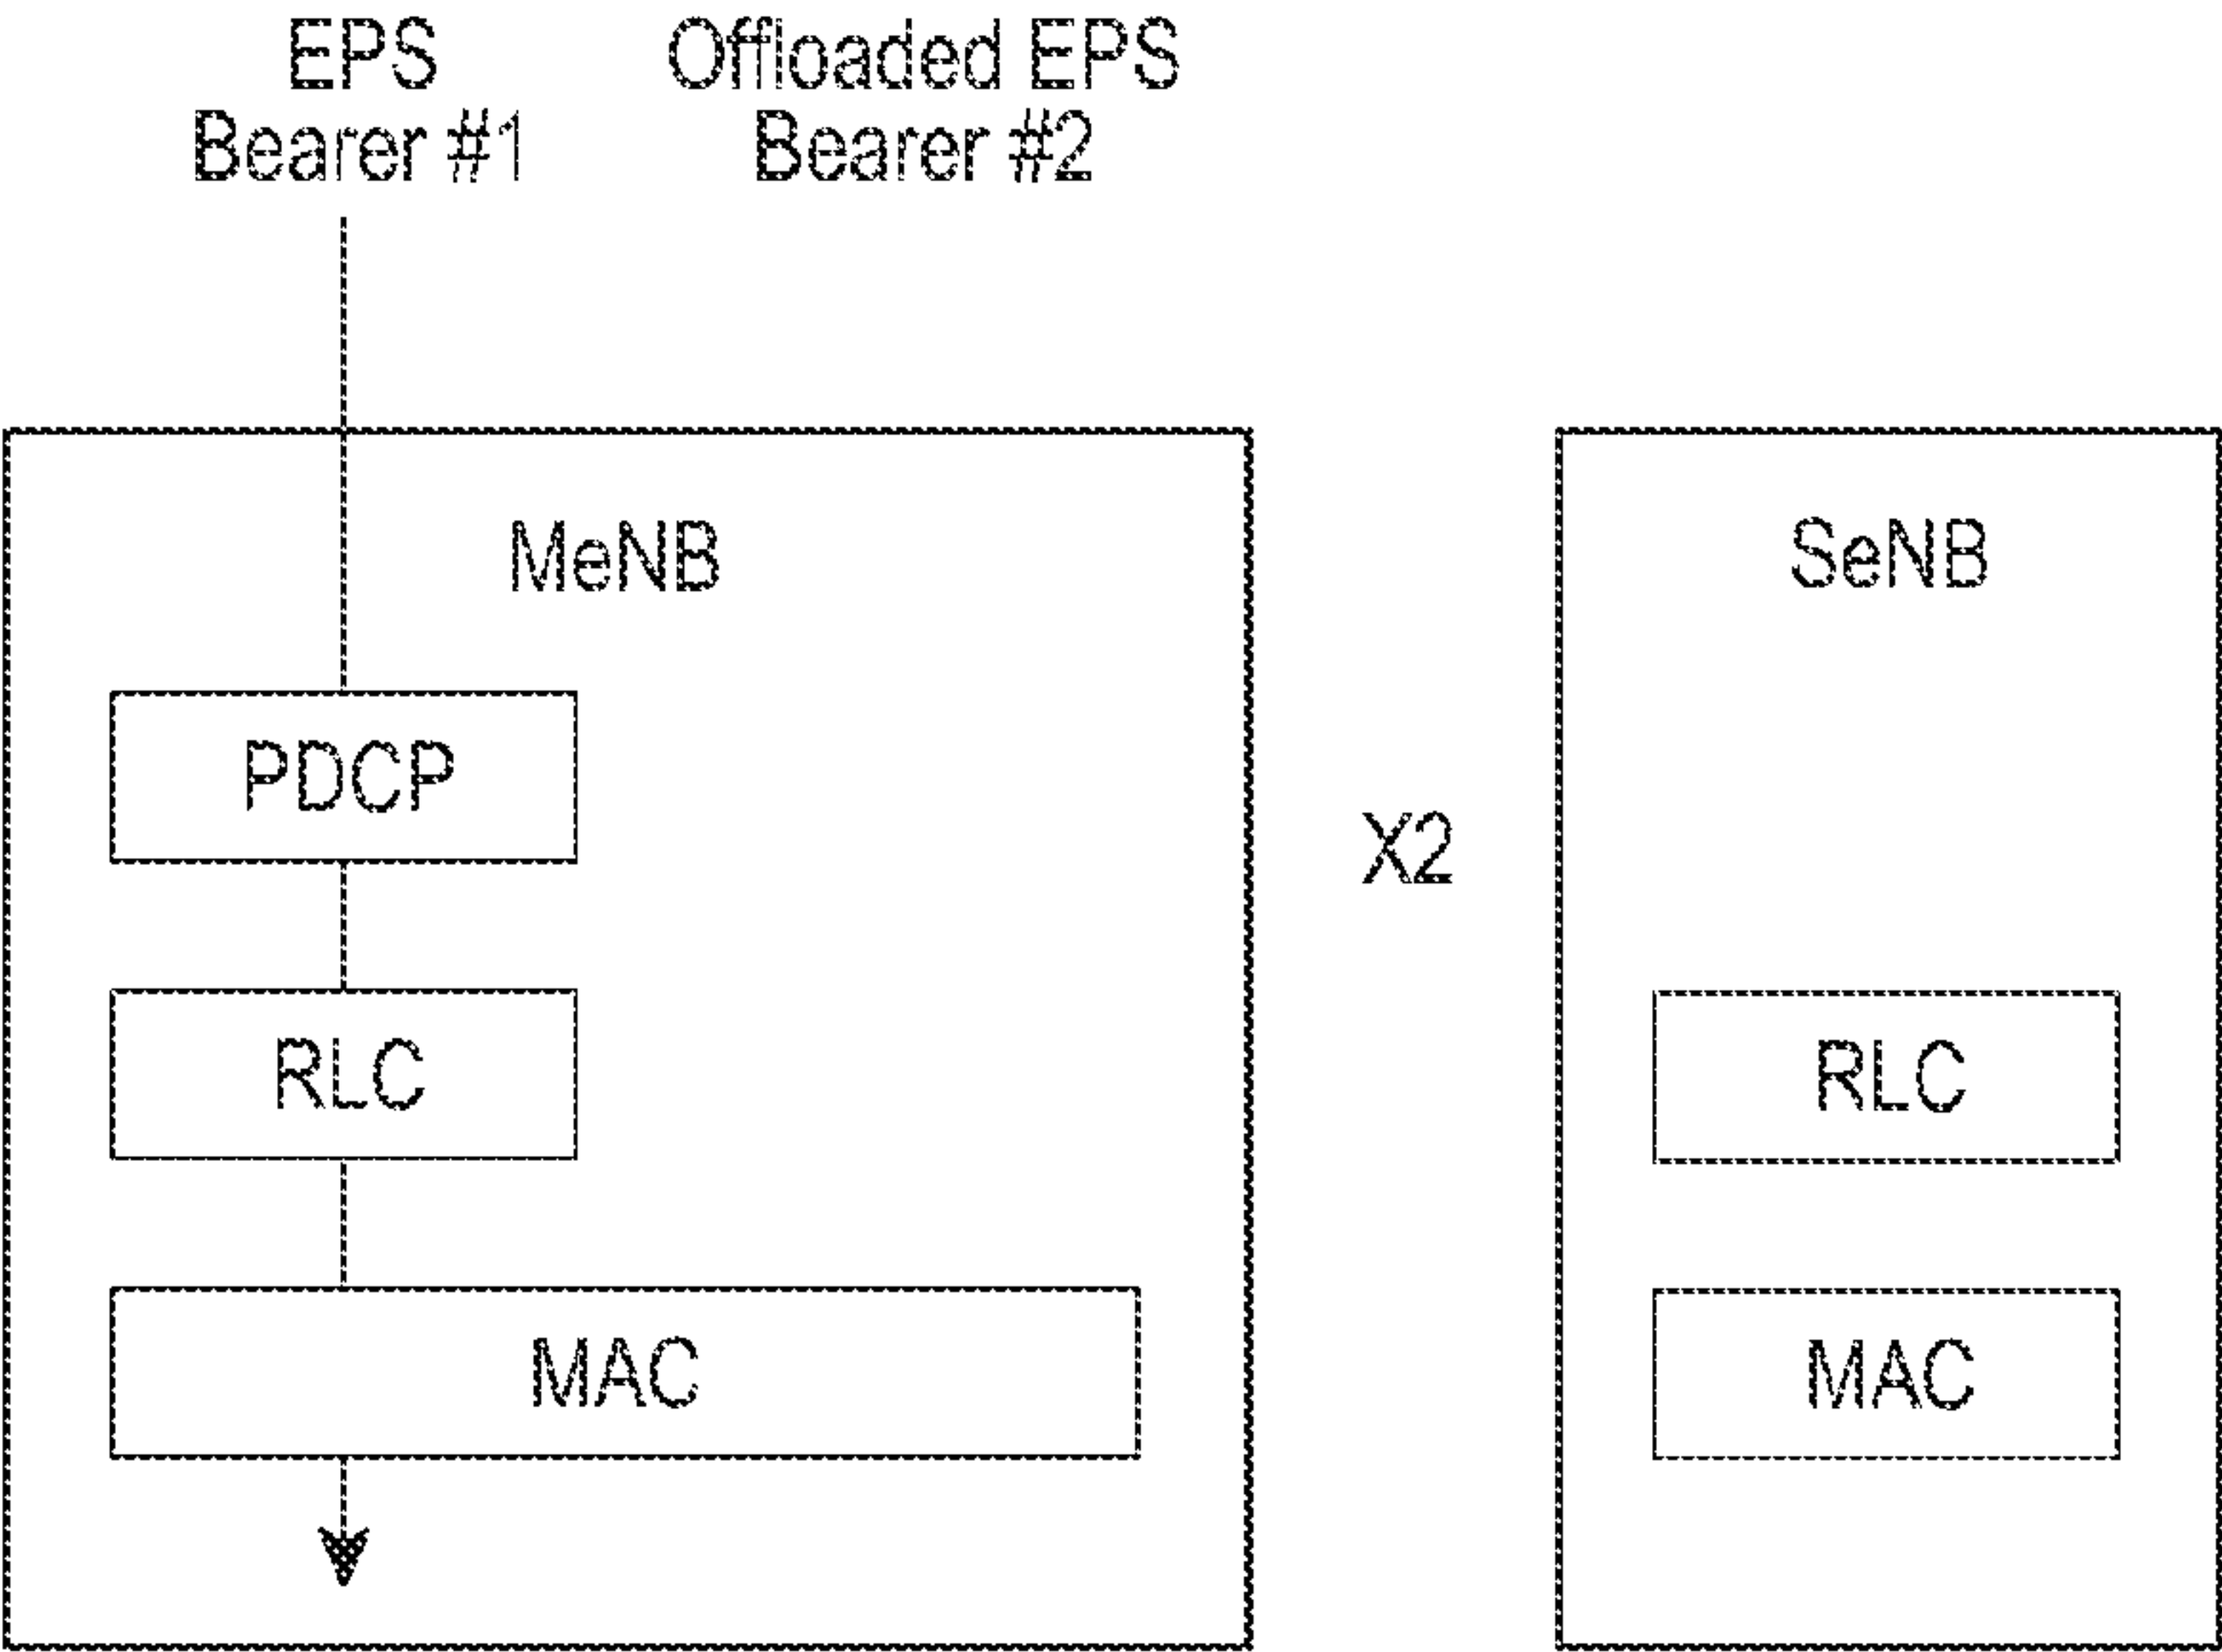 EPS
Bearer #1
Offloaded EPS
Bearer #2
MeNB
SeNB
PDCP
X2
RLC
RLC
MAC
MAC